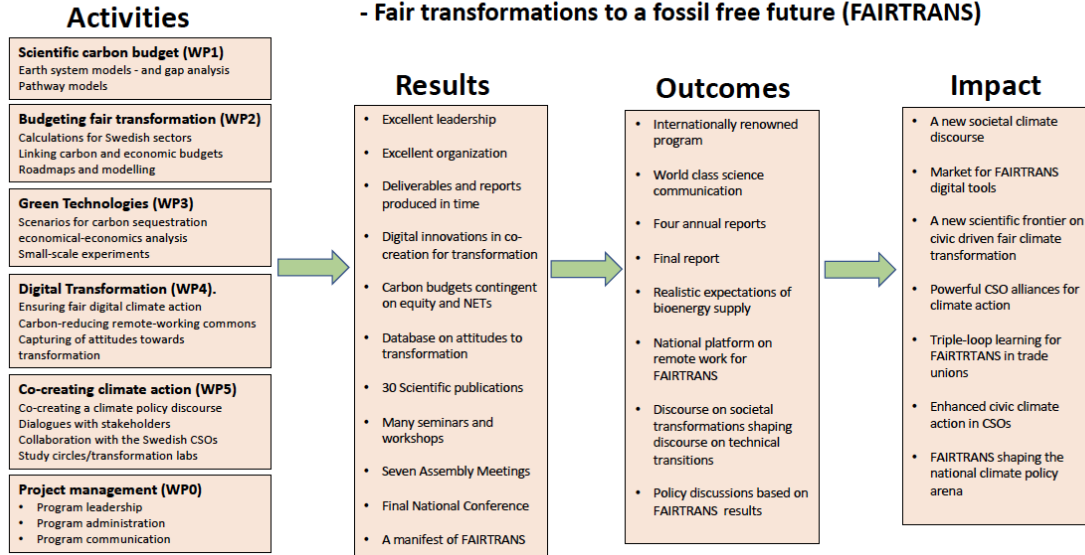 Activities
- Fair transformations to a fossil free future (FAIRTRANS)
Scientific carbon budget (WP1)
Earth system models - and gap analysis
Pathway models
Budgeting fair transformation (WP2)
Calculations for Swedish sectors
Linking carbon and economic budgets
Roadmaps and modelling
Green Technologies (WP3)
Scenarios for carbon sequestration
economical-economics analysis
Small-scale experiments
Digital Transformation (WP4).
Ensuring fair digital climate action
Carbon-reducing remote-working commons
Capturing of attitudes towards
transformation
Co-creating climate action (WP5)
Co-creating a climate policy discourse
Dialogues with stakeholders
Collaboration with the Swedish CSOs
Study circles/transformation labs
Project management (WP0)
• Program leadership
• Program administration
• Program communication
Results
• Excellent leadership
• Excellent organization
• Deliverables and reports
produced in time
• Digital innovations in co-
creation for transformation
• Carbon budgets contingent
on equity and NETs
• Database on attitudes to
transformation
• 30 Scientific publications
• Many seminars and
workshops
• Seven Assembly Meetings
• Final National Conference
• A manifest of FAIRTRANS
Outcomes
• Internationally renowned
program
• World class science
communication
• Four annual reports
• Final report
• Realistic expectations of
bioenergy supply
• National platform on
remote work for
FAIRTRANS
• Discourse on societal
transformations shaping
discourse on technical
transitions
• Policy discussions based on
FAIRTRANS results
Impact
• A new societal climate
discourse
• Market for FAIRTRANS
digital tools
• A new scientific frontier on
civic driven fair climate
transformation
• Powerful CSO alliances for
climate action
• Triple-loop learning for
FAiRTRTANS in trade
unions
• Enhanced civic climate
action in CSOs
• FAIRTRANS shaping the
national climate policy
arena